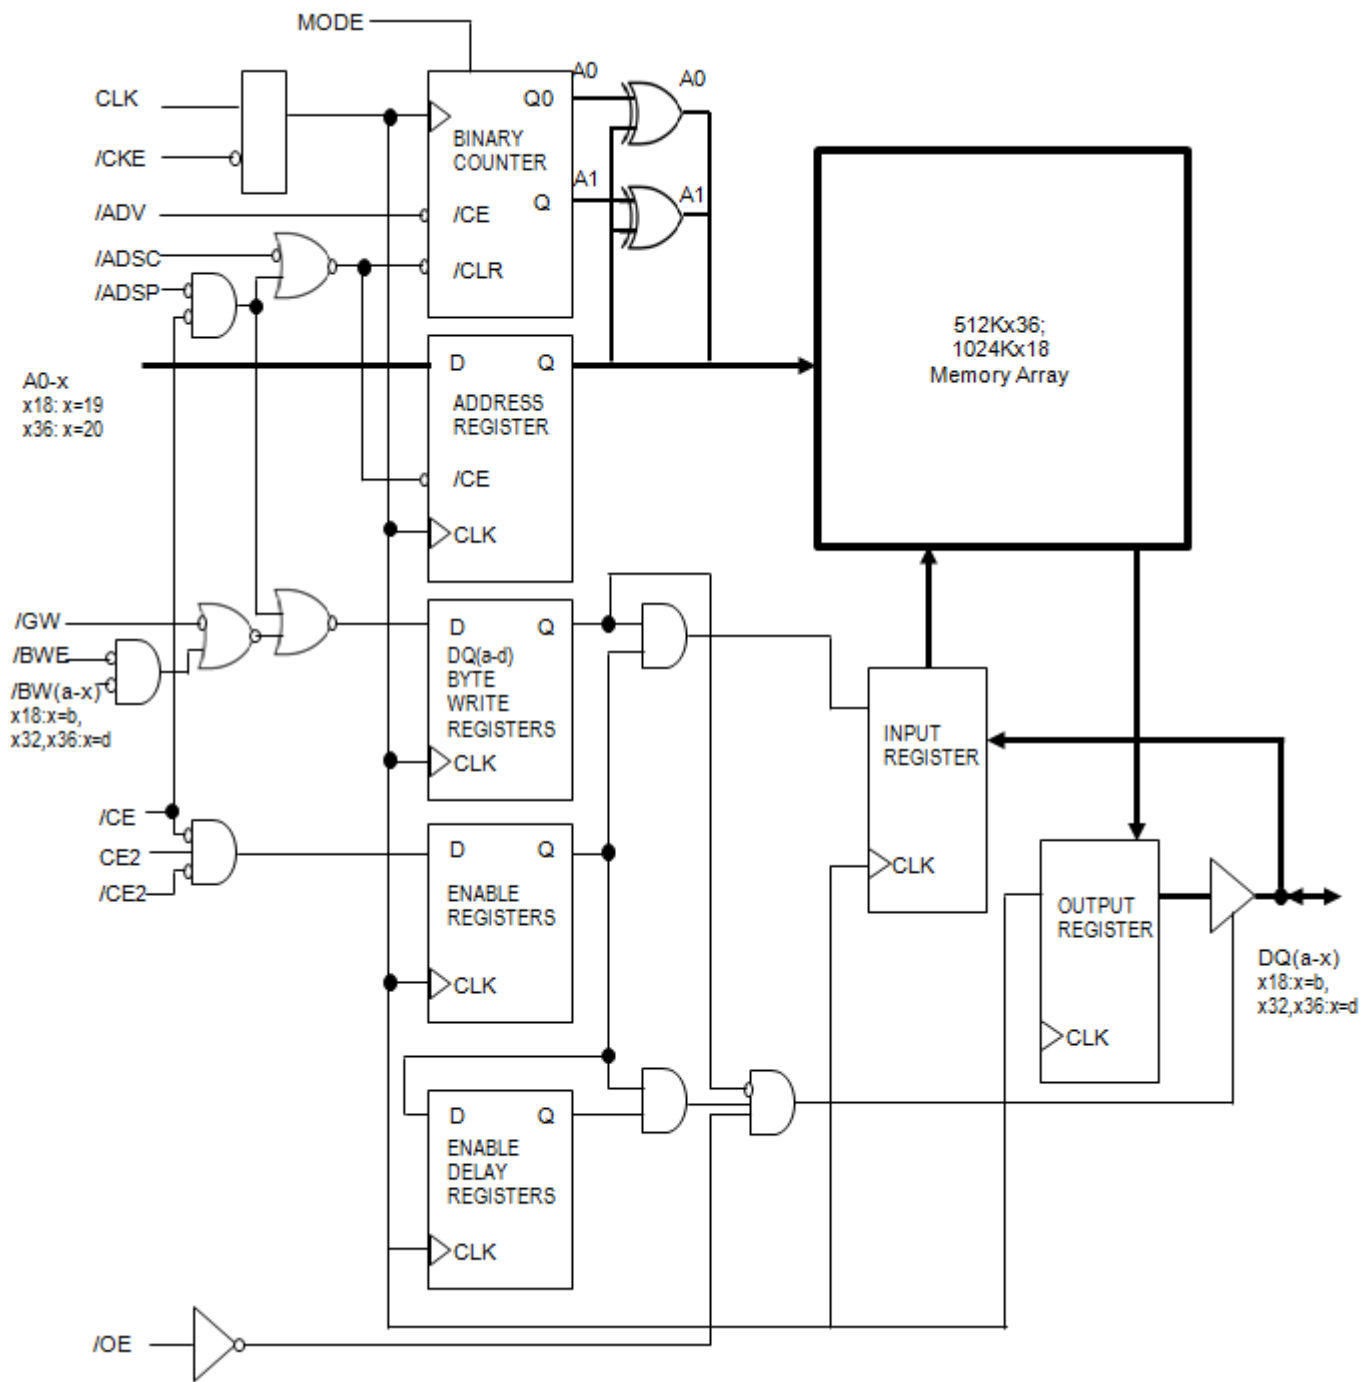 MODE
CLK
/CKE
/ADV
/ADSC
/ADSP
A0-x
x18: x=19
x36: x=20
/GW
/BWE
/BW(a-x)
x18:x=b,
x32,x36:x=d
/CE
CE2
/CE2
/OE
Q0
BINARY
COUNTER
Q
/CE
/CLR
A0
A0
A1
A1
D Q
ADDRESS
REGISTER
/CE
CLK
D Q
DQ(a-d)
BYTE
WRITE
REGISTERS
CLK
D Q
ENABLE
REGISTERS
CLK
D Q
ENABLE
DELAY
REGISTERS
CLK
512Kx36;
1024Kx18
Memory Array
INPUT
REGISTER
CLK
OUTPUT
REGISTER
CLK
DQ(a-x)
x18:x=b,
x32,x36:x=d